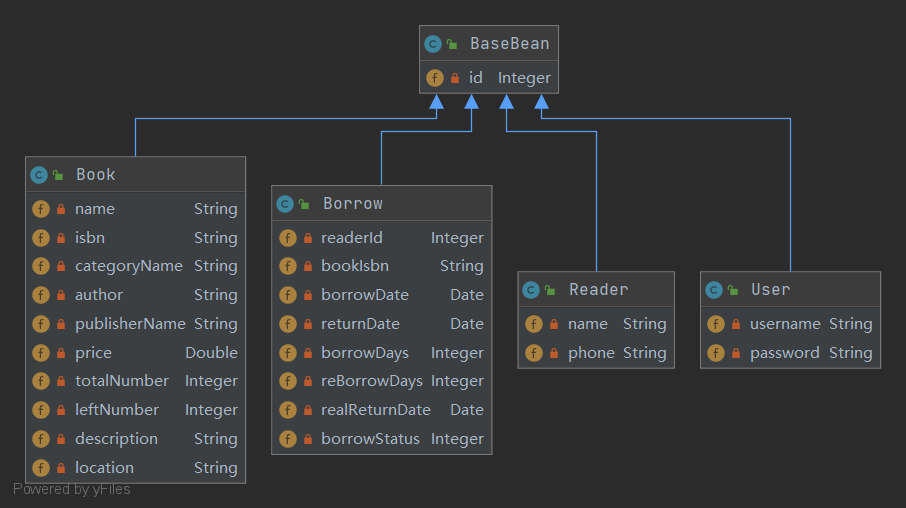 BaseBean
id Integer
Book
name String
isbn String
categoryName String
author String
publisherName String
price Double
totalNumber Integer
leftNumber Integer
description String
location String
Borrow
readerId Integer
bookIsbn String
borrowDate Date
returnDate Date
borrowDays Integer
reBorrowDays Integer
realReturnDate Date
borrowStatus Integer
Reader
name String
phone String
User
username String
password String
Powered by yFiles